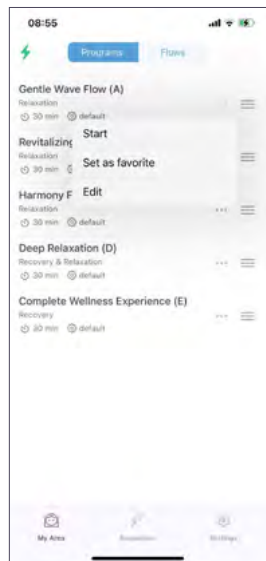 08:55
Programs Flows
Gentle Wave Flow (A)
Relaxation
30 min default
Start
Revitalizing
Relaxation
30 min
Set as favorite
Harmony F
Edit
Relaxation
30 min default
Deep Relaxation (D)
Recovery & Relaxation
30 min default
Complete Wellness Experience (E)
Recovery
30 min default
My Area Settings